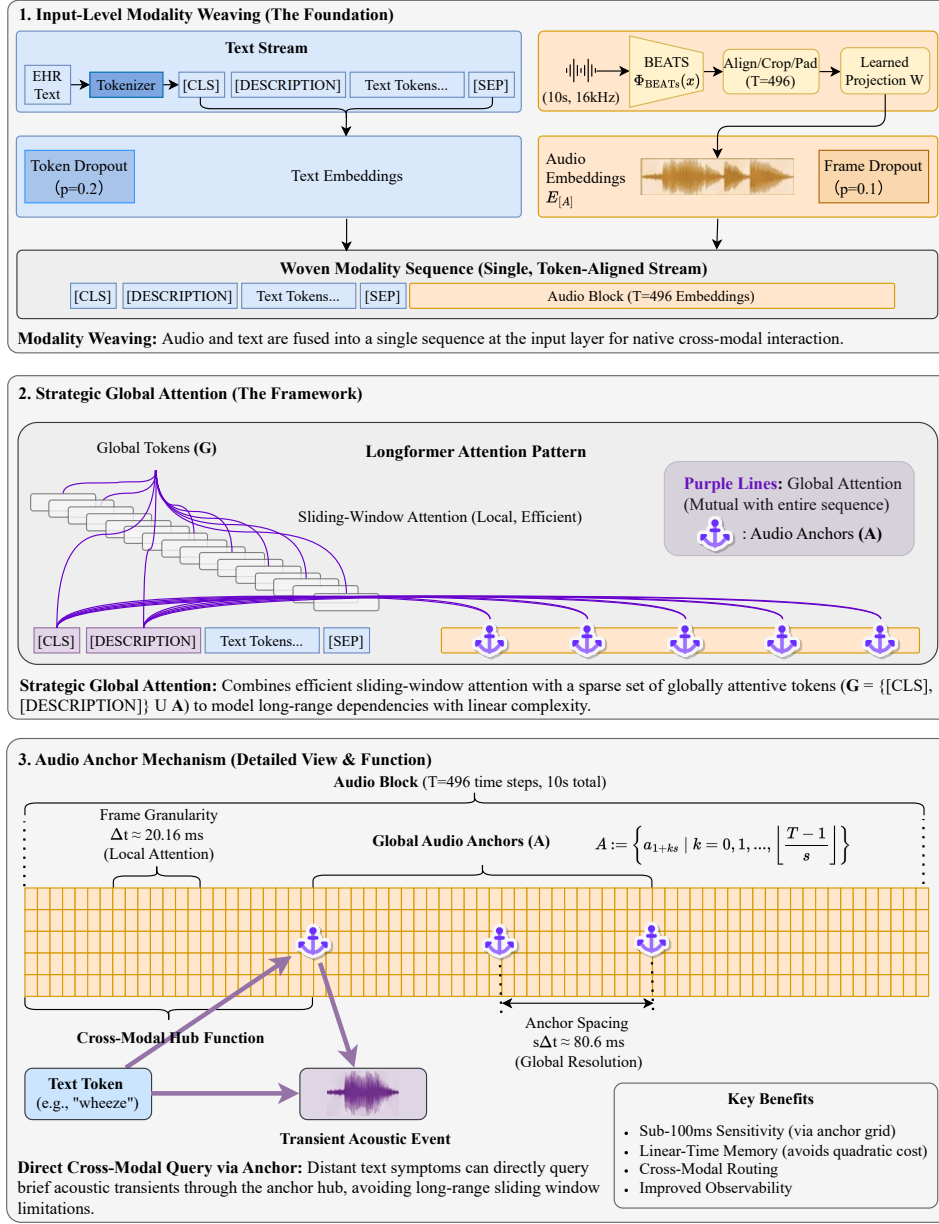 1. Input-Level Modality Weaving (The Foundation)
Text Stream
EHR
Text
Tokenizer
[CLS]
[DESCRIPTION]
Text Tokens...
[SEP]
(10s, 16kHz)
BEATS
Φ_BEATs(x)
Align/Crop/Pad
(T=496)
Learned
Projection W
Token Dropout
(p=0.2)
Text Embeddings
Audio
Embeddings
E_[A]
Frame Dropout
(p=0.1)
Woven Modality Sequence (Single, Token-Aligned Stream)
[CLS]
[DESCRIPTION]
Text Tokens...
[SEP]
Audio Block (T=496 Embeddings)
Modality Weaving: Audio and text are fused into a single sequence at the input layer for native cross-modal interaction.
2. Strategic Global Attention (The Framework)
Global Tokens (G)
Longformer Attention Pattern
Sliding-Window Attention (Local, Efficient)
Purple Lines: Global Attention
(Mutual with entire sequence)
: Audio Anchors (A)
[CLS]
[DESCRIPTION]
Text Tokens...
[SEP]
Strategic Global Attention: Combines efficient sliding-window attention with a sparse set of globally attentive tokens (G = {[CLS],
[DESCRIPTION]} U A) to model long-range dependencies with linear complexity.
3. Audio Anchor Mechanism (Detailed View & Function)
Audio Block (T=496 time steps, 10s total)
Frame Granularity
Δt ≈ 20.16 ms
(Local Attention)
Global Audio Anchors (A)
A := {a_{1+ks} | k = 0, 1, ..., ⌊(T − 1)/s⌋}
Cross-Modal Hub Function
Anchor Spacing
sΔt ≈ 80.6 ms
(Global Resolution)
Text Token
(e.g., "wheeze")
Transient Acoustic Event
Key Benefits
• Sub-100ms Sensitivity (via anchor grid)
• Linear-Time Memory (avoids quadratic cost)
• Cross-Modal Routing
• Improved Observability
Direct Cross-Modal Query via Anchor: Distant text symptoms can directly query
brief acoustic transients through the anchor hub, avoiding long-range sliding window
limitations.